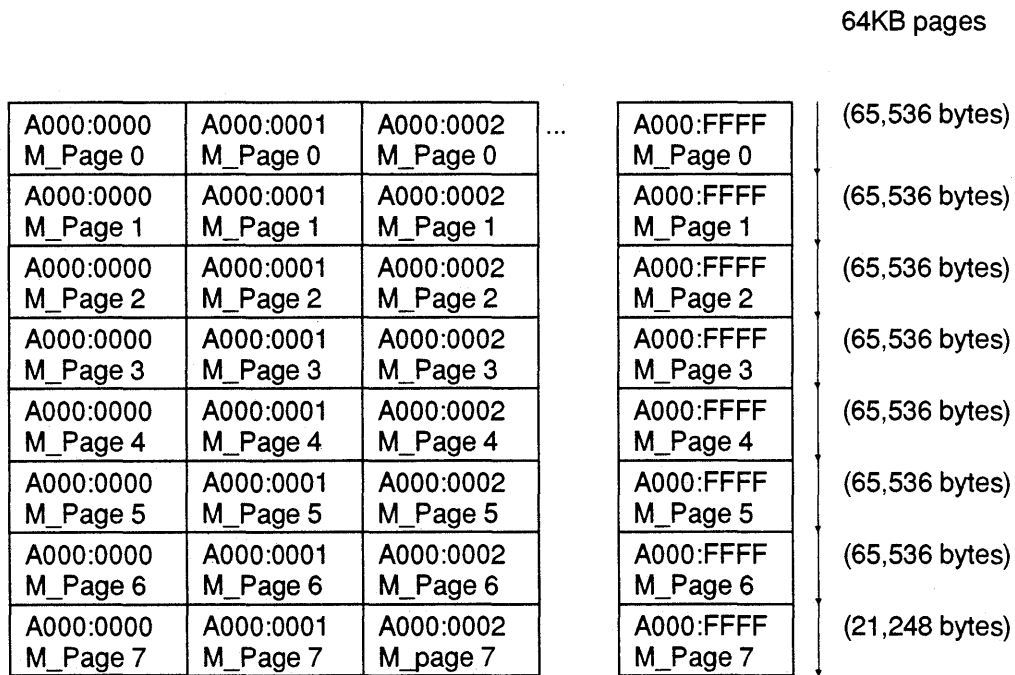 64KB pages
A000:0000 A000:0001 A000:0002 ... A000:FFFF (65,536 bytes)
M_Page 0 M_Page 0 M_Page 0 M_Page 0
A000:0000 A000:0001 A000:0002 A000:FFFF (65,536 bytes)
M_Page 1 M_Page 1 M_Page 1 M_Page 1
A000:0000 A000:0001 A000:0002 A000:FFFF (65,536 bytes)
M_Page 2 M_Page 2 M_Page 2 M_Page 2
A000:0000 A000:0001 A000:0002 A000:FFFF (65,536 bytes)
M_Page 3 M_Page 3 M_Page 3 M_Page 3
A000:0000 A000:0001 A000:0002 A000:FFFF (65,536 bytes)
M_Page 4 M_Page 4 M_Page 4 M_Page 4
A000:0000 A000:0001 A000:0002 A000:FFFF (65,536 bytes)
M_Page 5 M_Page 5 M_Page 5 M_Page 5
A000:0000 A000:0001 A000:0002 A000:FFFF (65,536 bytes)
M_Page 6 M_Page 6 M_Page 6 M_Page 6
A000:0000 A000:0001 A000:0002 A000:FFFF (21,248 bytes)
M_Page 7 M_Page 7 M_page 7 M_Page 7